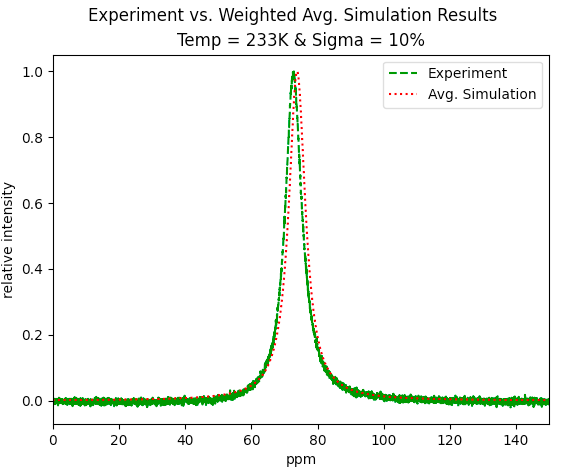 Experiment vs. Weighted Avg. Simulation Results
Temp = 233K & Sigma = 10%
Experiment
Avg. Simulation
relative intensity
1.0
0.8
0.6
0.4
0.2
0.0
0 20 40 60 80 100 120 140
ppm